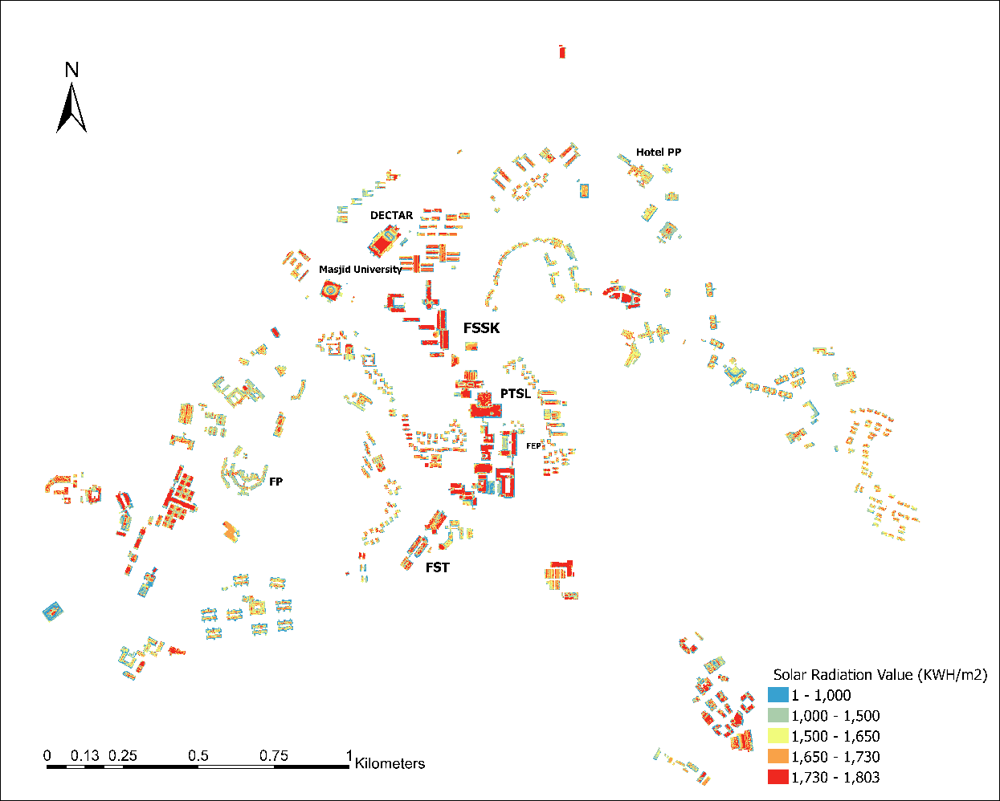 N
Hotel PP
DECTAR
Masjid University
FSSK
PTSL
FEP
FP
FST
Solar Radiation Value (KWH/m2)
1 - 1,000
1,000 - 1,500
1,500 - 1,650
1,650 - 1,730
1,730 - 1,803
0 0.13 0.25 0.5 0.75 1
Kilometers